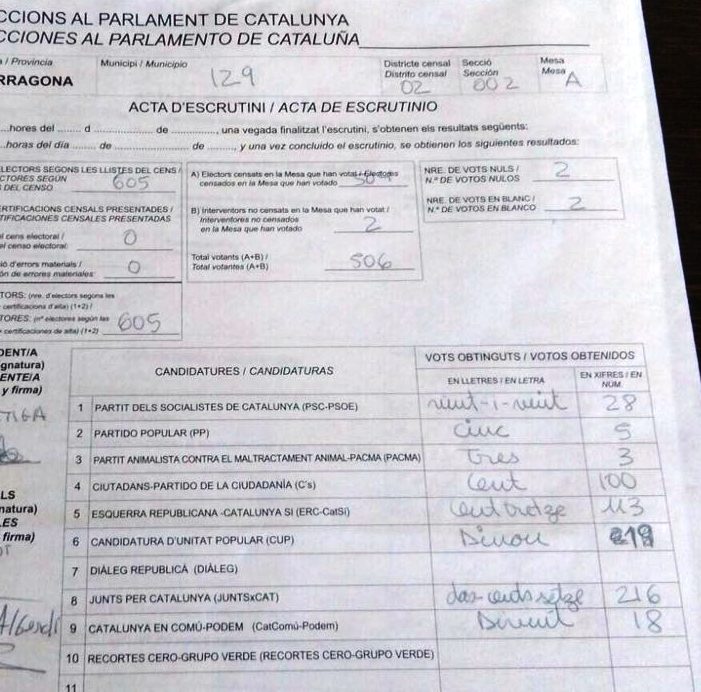 CCIONS AL PARLAMENT DE CATALUNYA
CCIONES AL PARLAMENTO DE CATALUÑA
/ Provincia Municipi / Municipio 129 Districte censal Secció Mesa
RRAGONA Distrito censal 02 Sección 002 Mesa A
ACTA D'ESCRUTINI / ACTA DE ESCRUTINIO
...hores del ........ d ........ de ........, una vegada finalitzat l'escrutini, s'obtenen els resultats següents:
...horas del día ........ de ........ de ........, y una vez concluido el escrutinio, se obtienen los siguientes resultados:
LECTORS SEGONS LES LLISTES DEL CENS /
CTORES SEGÚN
DEL CENSO 605
A) Electors censats en la Mesa que han votat / Electores
censados en la Mesa que han votado 504
NRE. DE VOTS NULS /
N.º DE VOTOS NULOS 2
ERTIFICACIONS CENSALS PRESENTADES /
TIFICACIONES CENSALES PRESENTADAS
l cens electoral /
el censo electoral: 0
B) Interventors no censats en la Mesa que han votat /
Interventores no censados
en la Mesa que han votado 2
NRE. DE VOTS EN BLANC /
N.º DE VOTOS EN BLANCO 2
ió d'errors materials /
ón de errores materiales: 0
Total votants (A+B) /
Total votantes (A+B) 506
TORS: (nre. d'electors segons les
certificacions d'alta) (1+2) /
TORES: (nº electores según las
certificaciones de alta) (1+2) 605
DENT/A
gnatura)
ENTE/A
y firma)
CANDIDATURES / CANDIDATURAS
VOTS OBTINGUTS / VOTOS OBTENIDOS
EN LLETRES / EN LETRA
EN XIFRES / EN
NÚM.
1 PARTIT DELS SOCIALISTES DE CATALUNYA (PSC-PSOE) vint-i-vuit 28
2 PARTIDO POPULAR (PP) cinc 5
3 PARTIT ANIMALISTA CONTRA EL MALTRACTAMENT ANIMAL-PACMA (PACMA) tres 3
4 CIUTADANS-PARTIDO DE LA CIUDADANÍA (C's) cent 100
5 ESQUERRA REPUBLICANA -CATALUNYA SI (ERC-CatSí) cent tretze 113
6 CANDIDATURA D'UNITAT POPULAR (CUP) Dinou 19
7 DIÀLEG REPUBLICÀ (DIÀLEG)
8 JUNTS PER CATALUNYA (JUNTSxCAT) dos-cents setze 216
9 CATALUNYA EN COMÚ-PODEM (CatComú-Podem) Divuit 18
10 RECORTES CERO-GRUPO VERDE (RECORTES CERO-GRUPO VERDE)
11
LS
natura)
LES
firma)